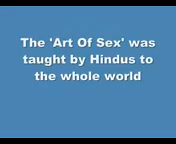 The 'Art Of Sex' was
taught by Hindus to
the whole world